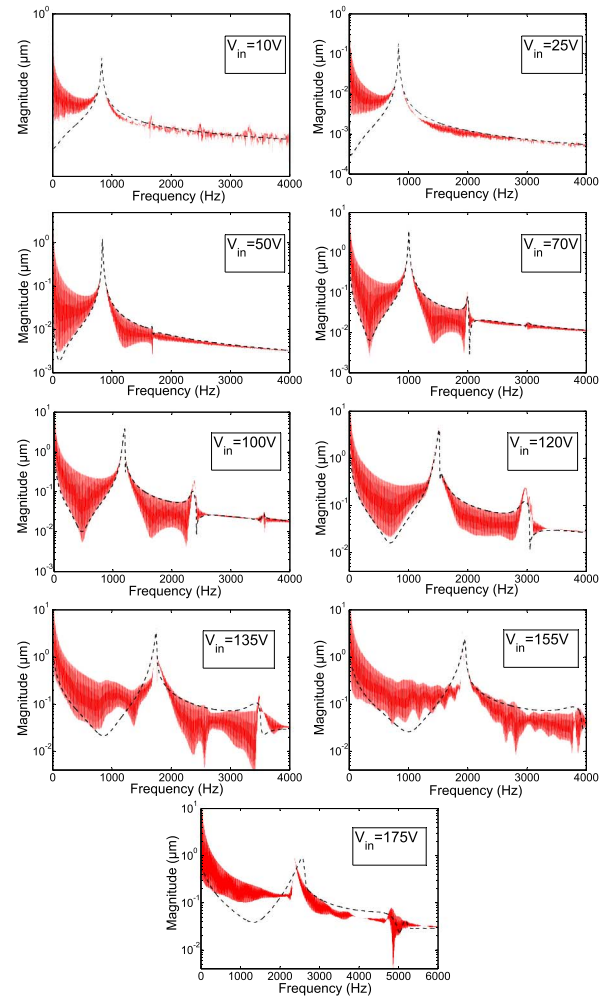 V_in=10V
10^0
Magnitude (μm)
0 1000 2000 3000 4000
Frequency (Hz)
V_in=25V
10^0
10^-1
10^-2
10^-3
10^-4
Magnitude (μm)
0 1000 2000 3000 4000
Frequency (Hz)
V_in=50V
10^0
10^-1
10^-2
10^-3
Magnitude (μm)
0 1000 2000 3000 4000
Frequency (Hz)
V_in=70V
10^1
10^0
10^-1
10^-2
10^-3
Magnitude (μm)
0 1000 2000 3000 4000
Frequency (Hz)
V_in=100V
10^1
10^0
10^-1
10^-2
10^-3
Magnitude (μm)
0 1000 2000 3000 4000
Frequency (Hz)
V_in=120V
10^1
10^0
10^-1
10^-2
Magnitude (μm)
0 1000 2000 3000 4000
Frequency (Hz)
V_in=135V
10^1
10^0
10^-1
10^-2
Magnitude (μm)
0 1000 2000 3000 4000
Frequency (Hz)
V_in=155V
10^1
10^0
10^-1
10^-2
Magnitude (μm)
0 1000 2000 3000 4000
Frequency (Hz)
V_in=175V
10^1
10^0
10^-1
10^-2
Magnitude (μm)
0 1000 2000 3000 4000 5000 6000
Frequency (Hz)